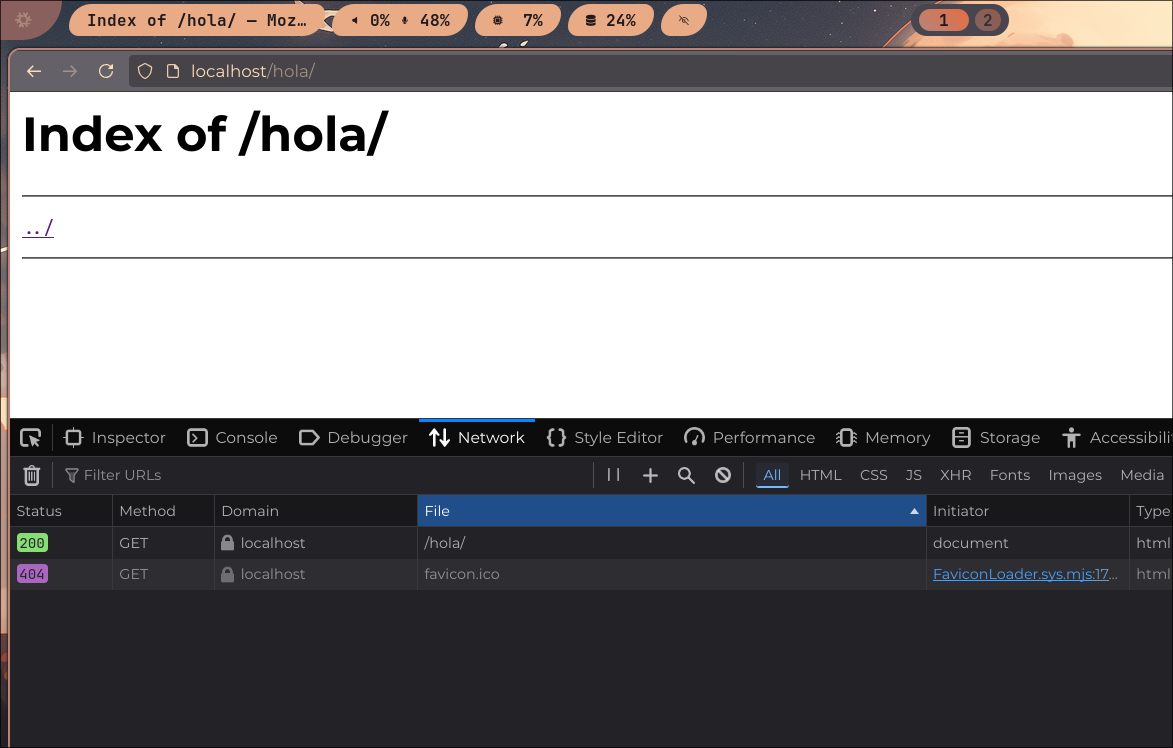 Index of /hola/ — Moz… 0% 48% 7% 24% 1 2
localhost/hola/
Index of /hola/
../
Inspector Console Debugger Network Style Editor Performance Memory Storage Accessibili
Filter URLs All HTML CSS JS XHR Fonts Images Media
Status Method Domain File Initiator Type
200 GET localhost /hola/ document html
404 GET localhost favicon.ico FaviconLoader.sys.mjs:17… html